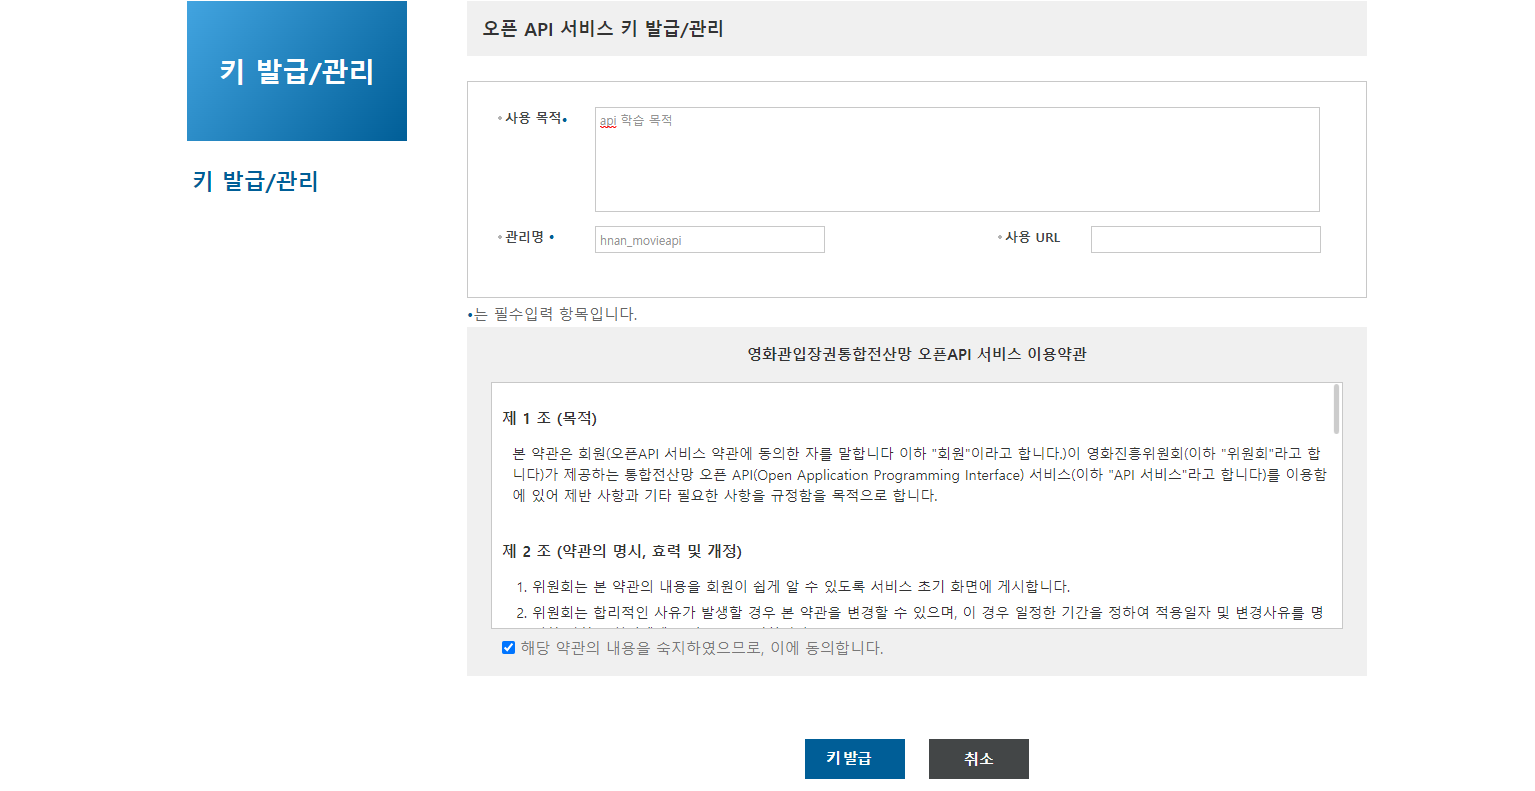 키 발급/관리
키 발급/관리
오픈 API 서비스 키 발급/관리
사용 목적•
api 학습 목적
관리명 •
hnan_movieapi
사용 URL
•는 필수입력 항목입니다.
영화관입장권통합전산망 오픈API 서비스 이용약관
제 1 조 (목적)
본 약관은 회원(오픈API 서비스 약관에 동의한 자를 말합니다 이하 "회원"이라고 합니다.)이 영화진흥위원회(이하 "위원회"라고 합
니다)가 제공하는 통합전산망 오픈 API(Open Application Programming Interface) 서비스(이하 "API 서비스"라고 합니다)를 이용함
에 있어 제반 사항과 기타 필요한 사항을 규정함을 목적으로 합니다.
제 2 조 (약관의 명시, 효력 및 개정)
1. 위원회는 본 약관의 내용을 회원이 쉽게 알 수 있도록 서비스 초기 화면에 게시합니다.
2. 위원회는 합리적인 사유가 발생할 경우 본 약관을 변경할 수 있으며, 이 경우 일정한 기간을 정하여 적용일자 및 변경사유를 명
해당 약관의 내용을 숙지하였으므로, 이에 동의합니다.
키 발급
취소